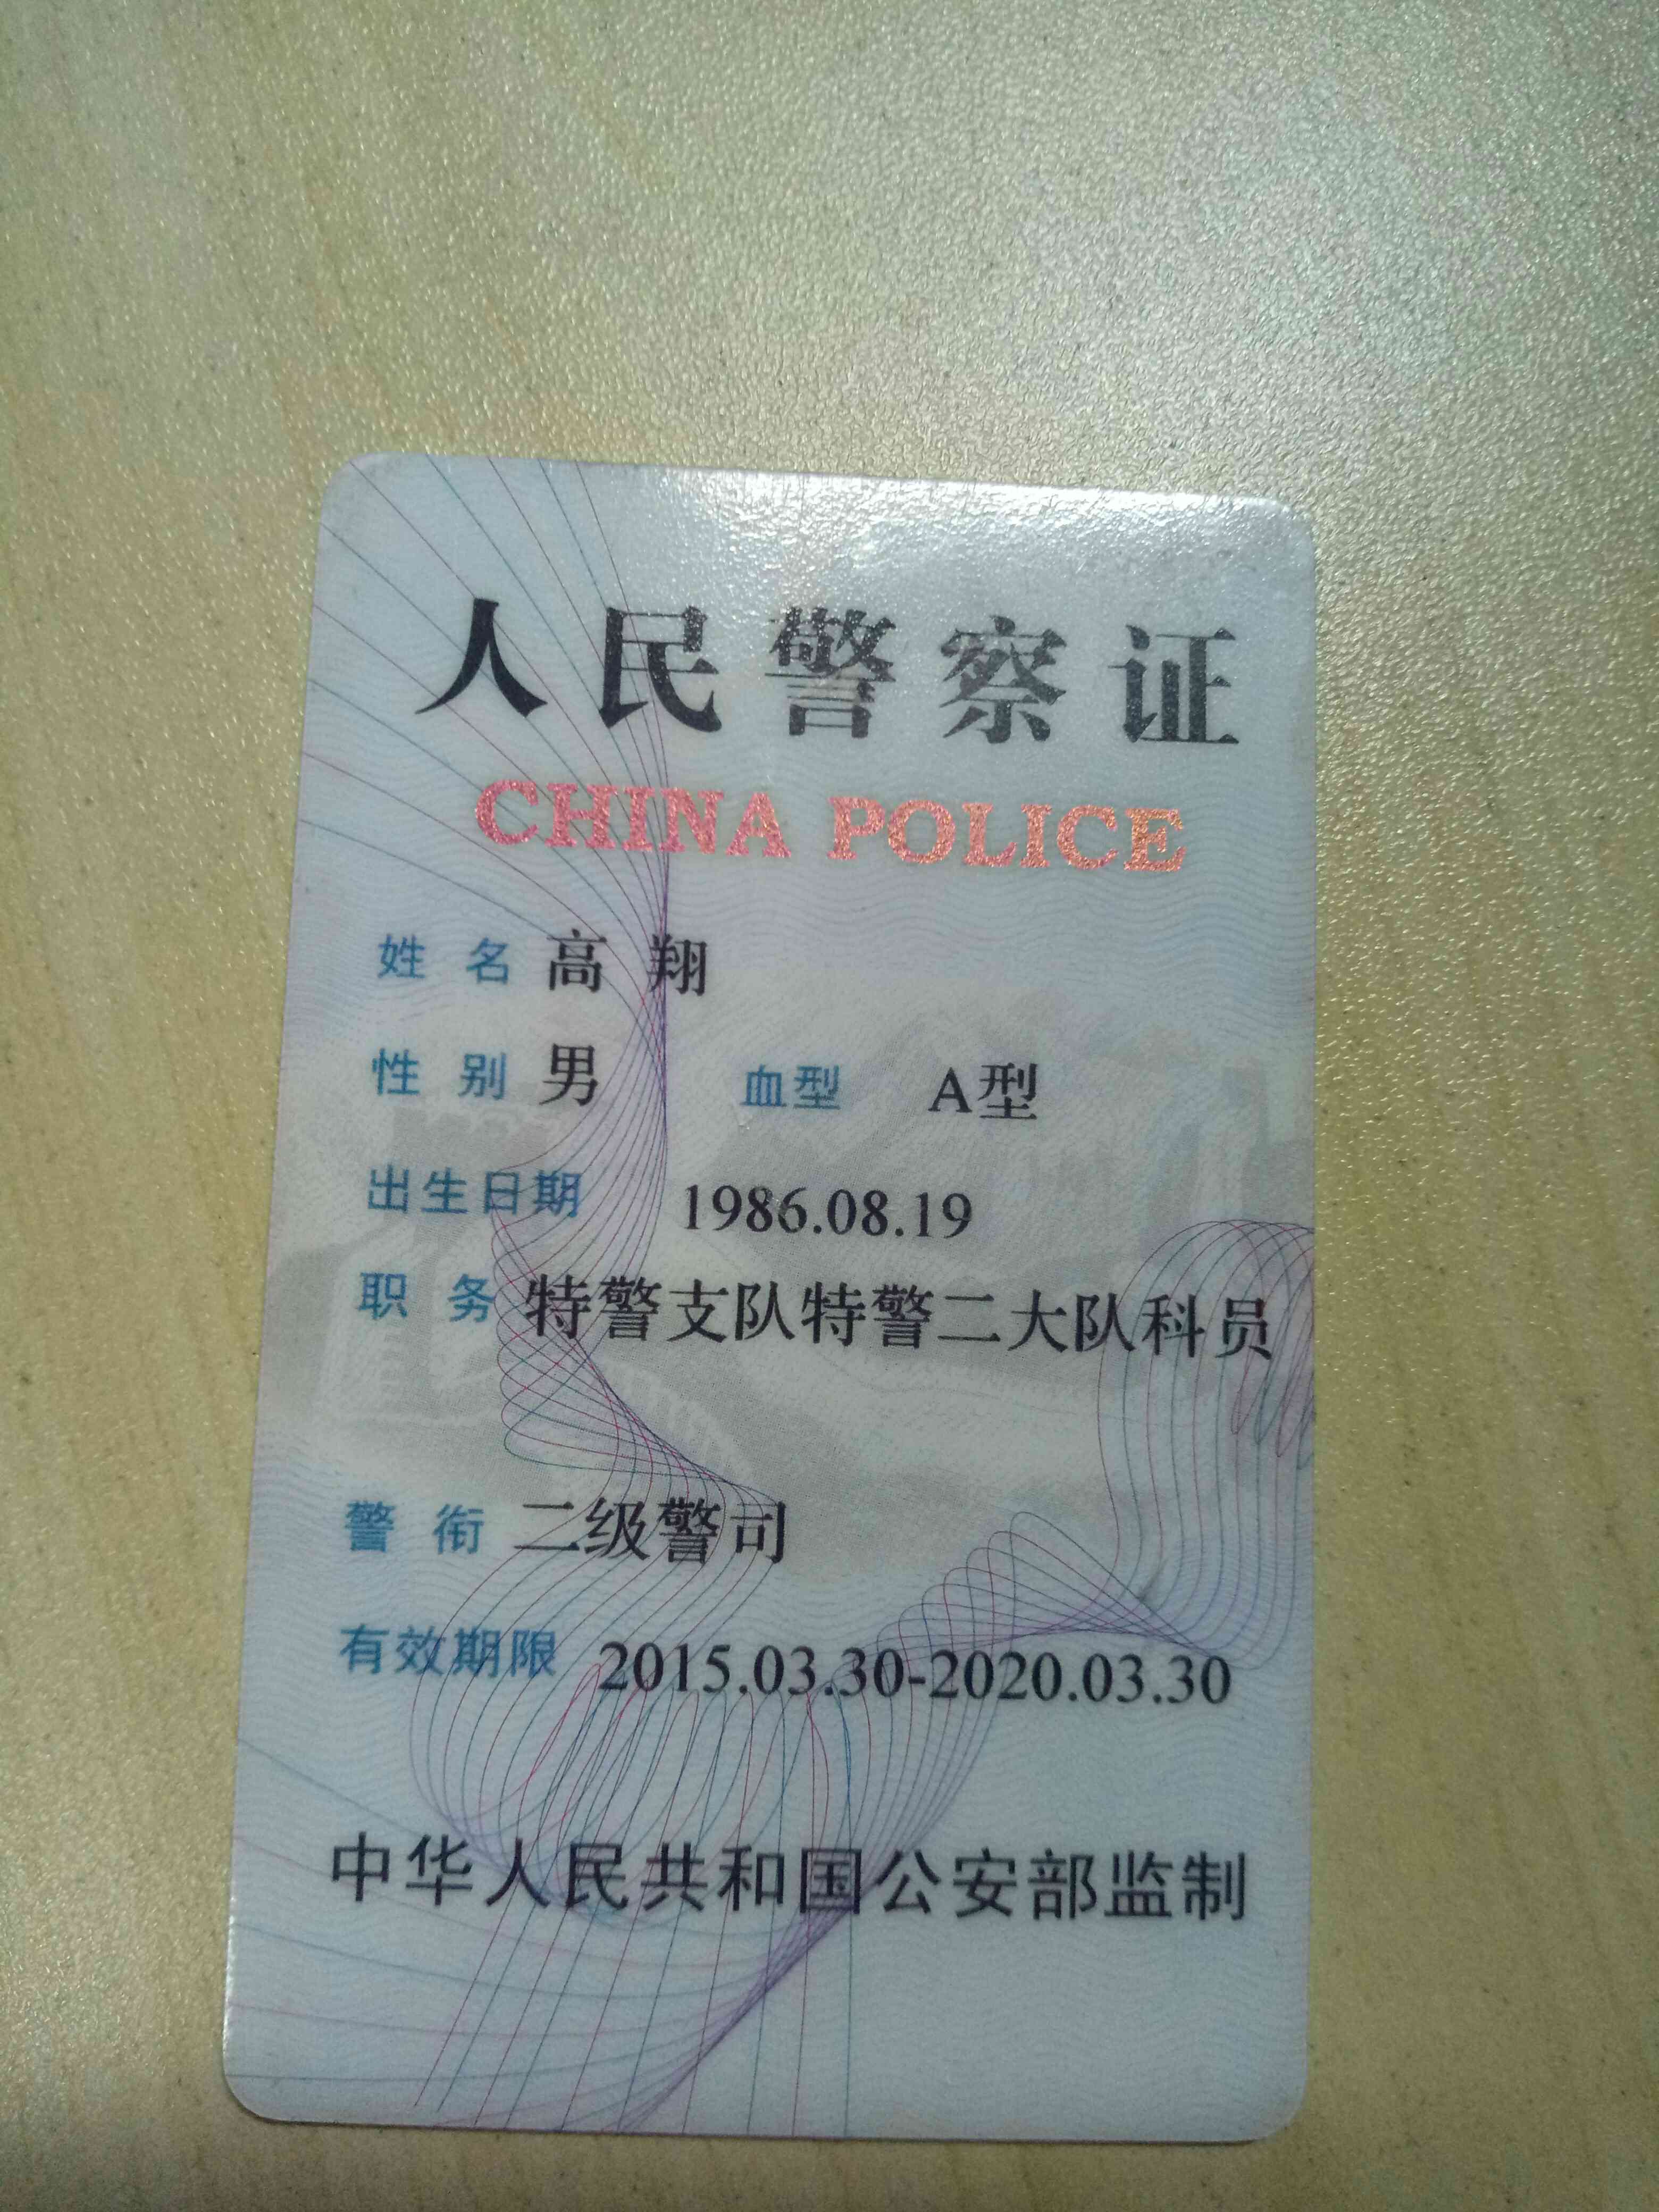 人民警察证
CHINA POLICE
姓 名 高 翔
性 别 男 血型 A型
出生日期 1986.08.19
职 务 特警支队特警二大队科员
警 衔 二级警司
有效期限 2015.03.30-2020.03.30
中华人民共和国公安部监制